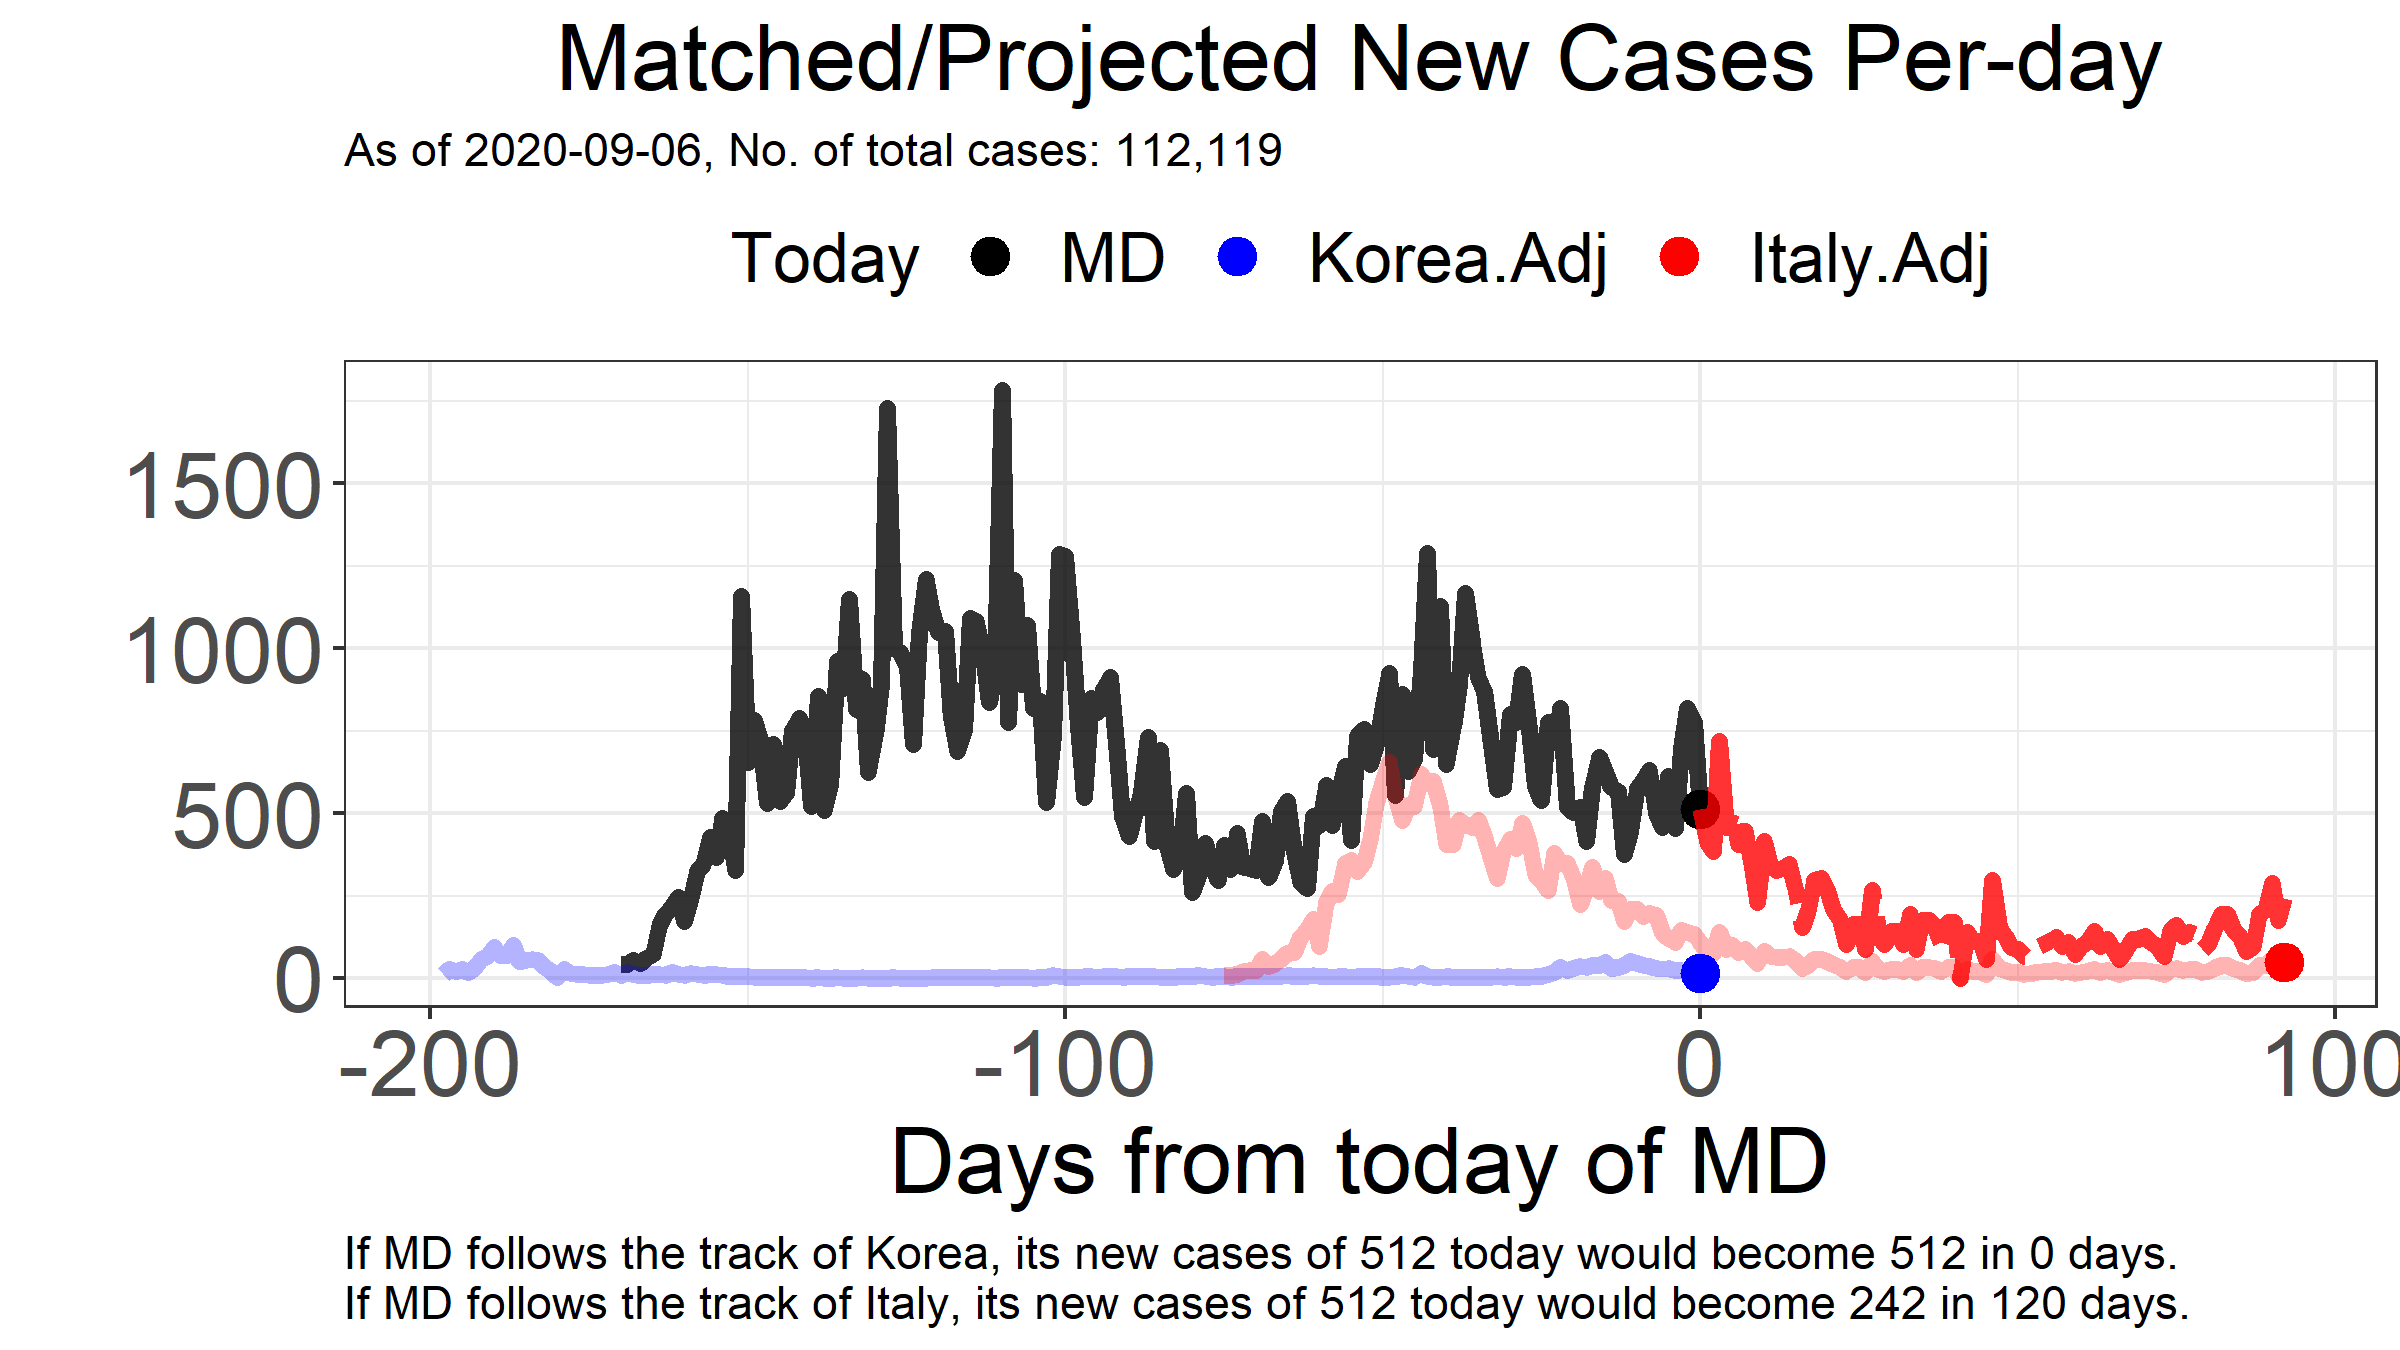 Matched/Projected New Cases Per-day
As of 2020-09-06, No. of total cases: 112,119
Today MD Korea.Adj Italy.Adj
1500
1000
500
0
-200 -100 0 100
Days from today of MD
If MD follows the track of Korea, its new cases of 512 today would become 512 in 0 days.
If MD follows the track of Italy, its new cases of 512 today would become 242 in 120 days.